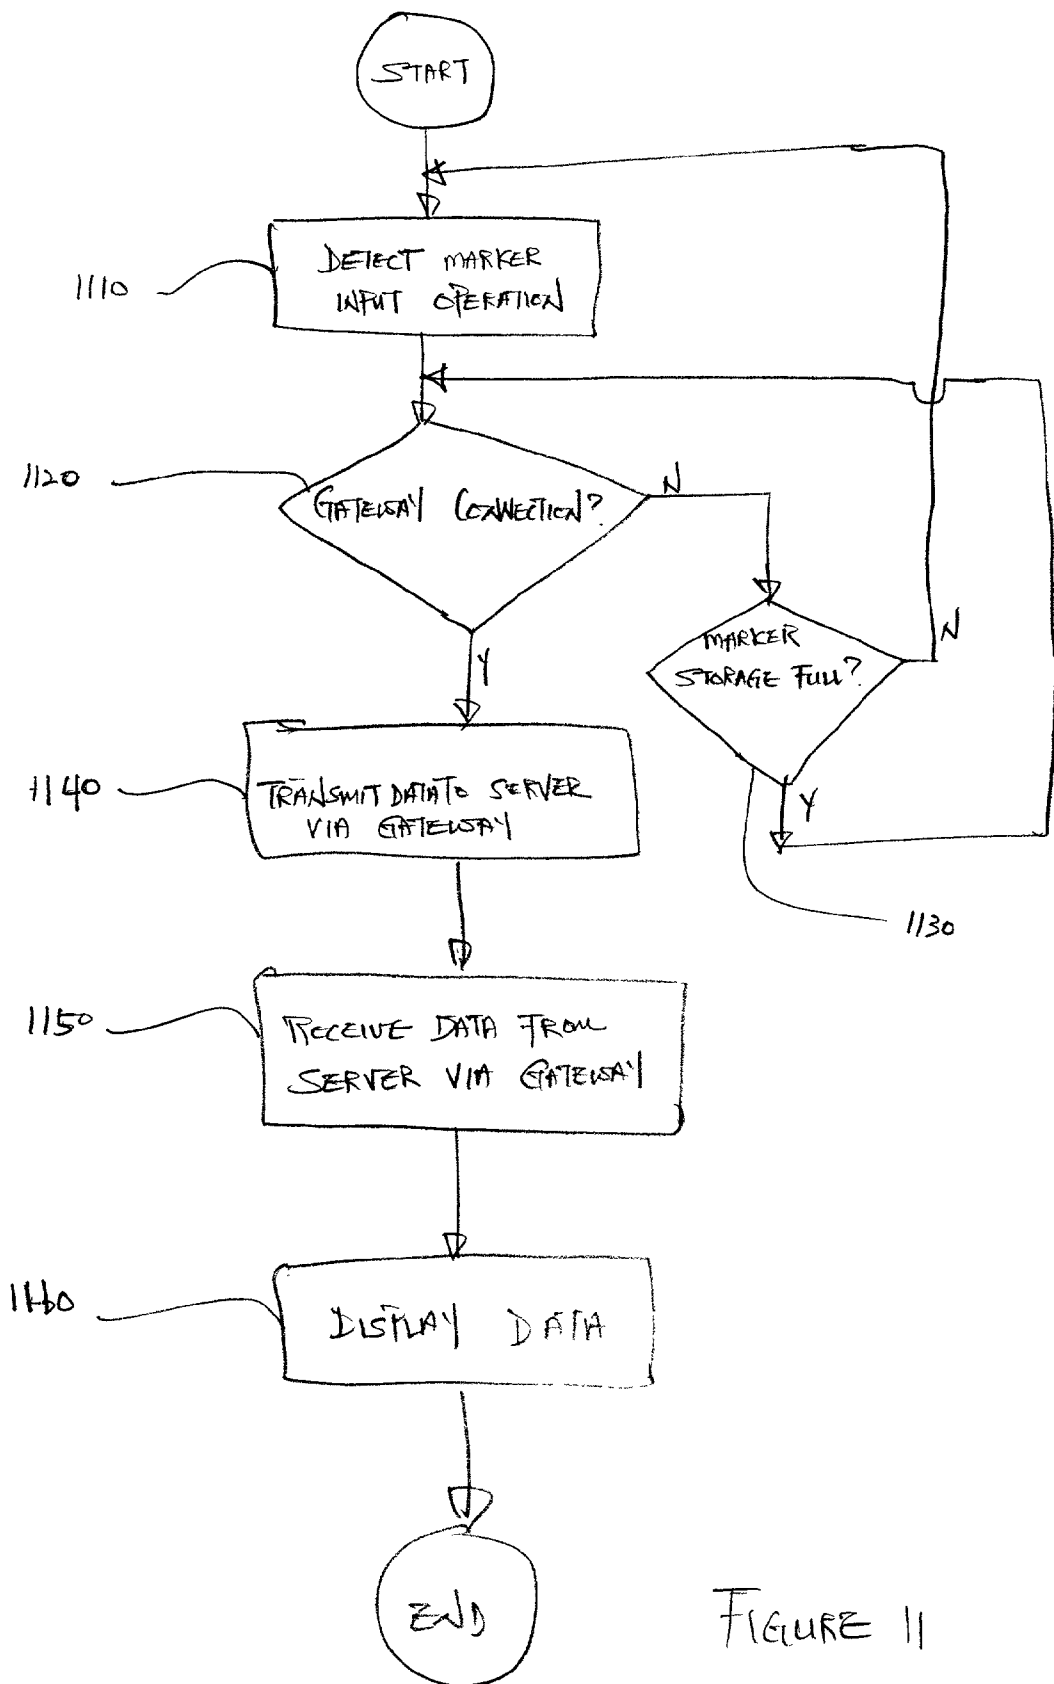 START
DETECT MARKER
INPUT OPERATION
1110
1120
GATEWAY CONNECTION?
N
MARKER
STORAGE FULL?
N
Y
Y
1140
TRANSMIT DATA TO SERVER
VIA GATEWAY
1130
1150
RECEIVE DATA FROM
SERVER VIA GATEWAY
1160
DISPLAY DATA
END
FIGURE 11